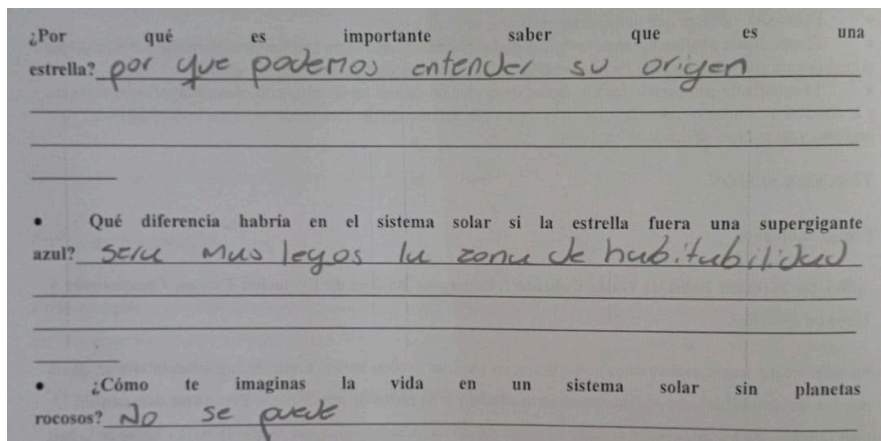 ¿Por qué es importante saber que es una
estrella? por que podemos entender su origen
• Qué diferencia habría en el sistema solar si la estrella fuera una supergigante
azul? seria mas legos la zona de habitabilidad
• ¿Cómo te imaginas la vida en un sistema solar sin planetas
rocosos? No se puede